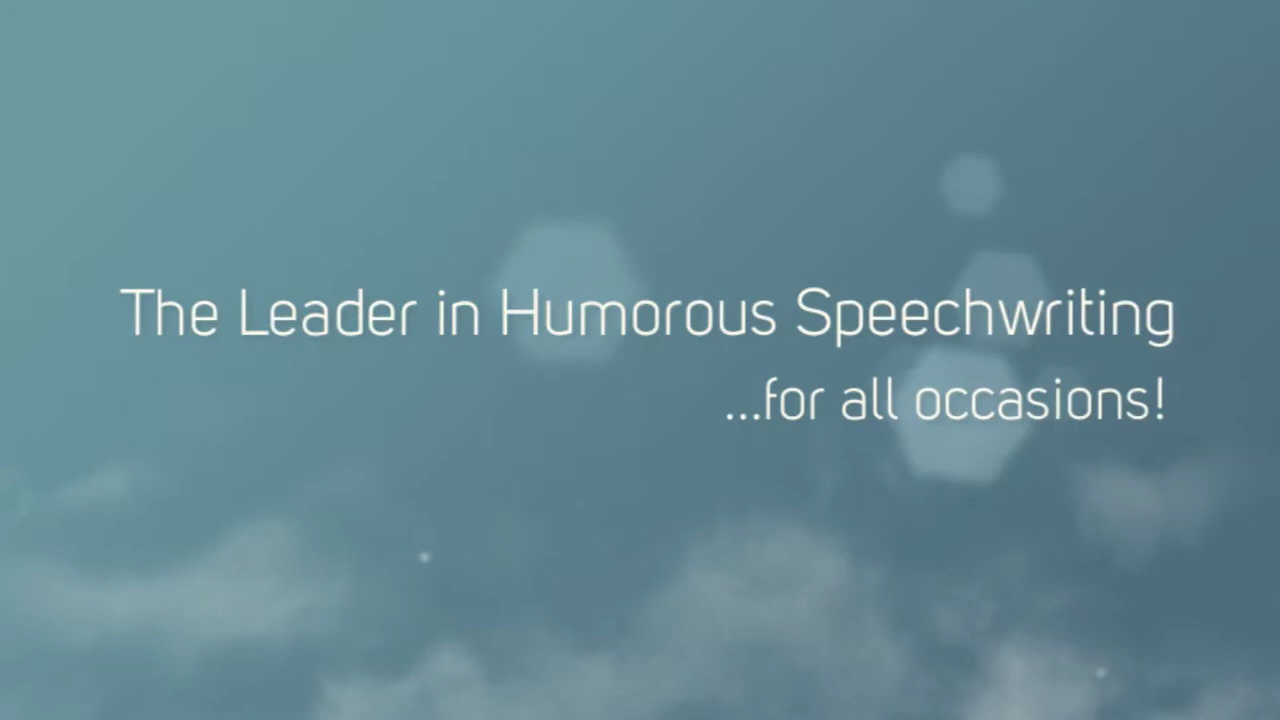 The Leader in Humorous Speechwriting
...for all occasions!